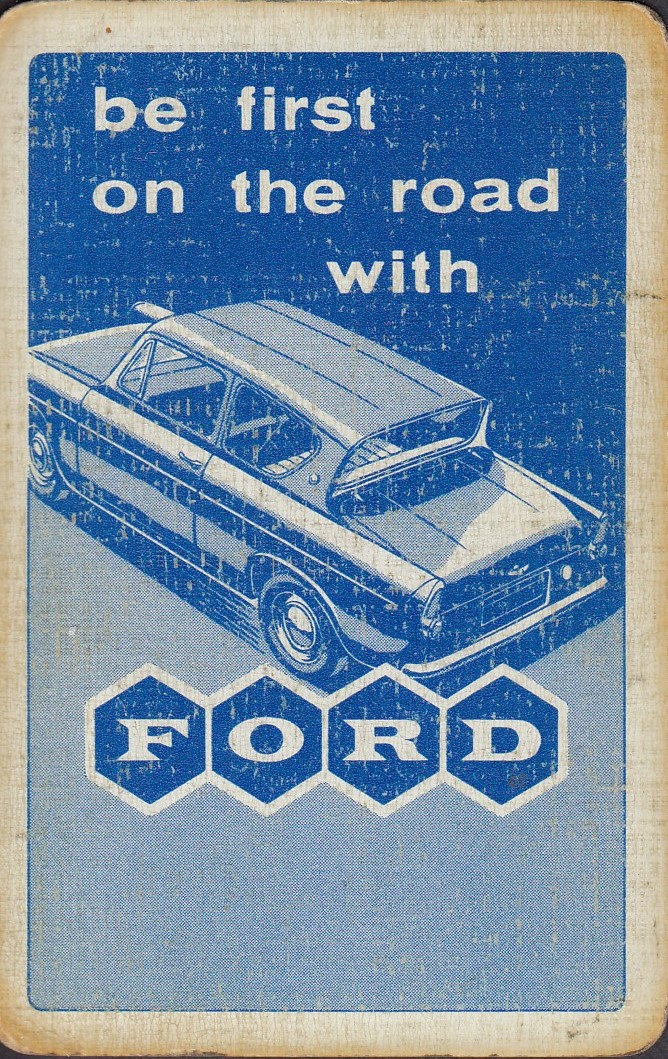 be first
on the road
with
FORD